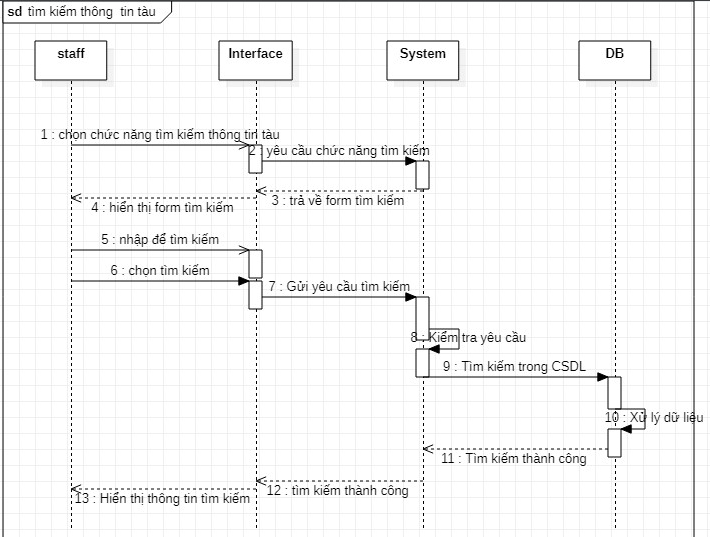 sd tìm kiếm thông tin tàu
staff
Interface
System
DB
1 : chọn chức năng tìm kiếm thông tin tàu
2 : yêu cầu chức năng tìm kiếm
3 : trả về form tìm kiếm
4 : hiển thị form tìm kiếm
5 : nhập để tìm kiếm
6 : chọn tìm kiếm
7 : Gửi yêu cầu tìm kiếm
8 : Kiểm tra yêu cầu
9 : Tìm kiếm trong CSDL
10 : Xử lý dữ liệu
11 : Tìm kiếm thành công
12 : tìm kiếm thành công
13 : Hiển thị thông tin tìm kiếm